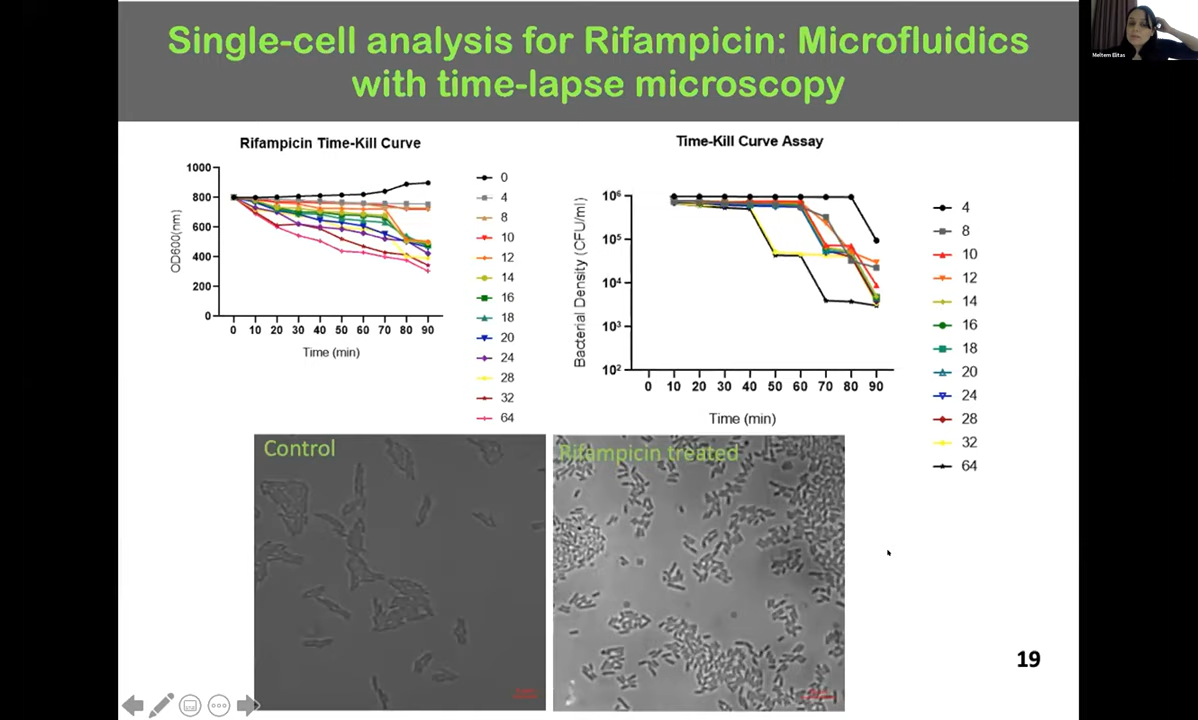 Single-cell analysis for Rifampicin: Microfluidics
with time-lapse microscopy
Meltem Elitas
Rifampicin Time-Kill Curve
OD600(nm)
1000
800
600
400
200
0
0 10 20 30 40 50 60 70 80 90
Time (min)
0
4
8
10
12
14
16
18
20
24
28
32
64
Time-Kill Curve Assay
Bacterial Density (CFU/ml)
10⁶
10⁵
10⁴
10³
10²
0 10 20 30 40 50 60 70 80 90
Time (min)
4
8
10
12
14
16
18
20
24
28
32
64
Control
Rifampicin treated
19